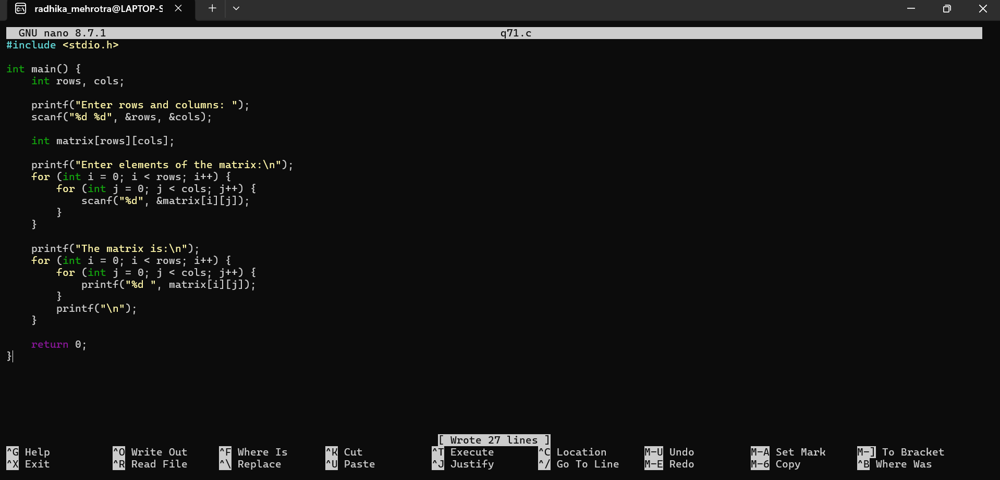 radhika_mehrotra@LAPTOP-S
GNU nano 8.7.1 q71.c
#include <stdio.h>

int main() {
    int rows, cols;

    printf("Enter rows and columns: ");
    scanf("%d %d", &rows, &cols);

    int matrix[rows][cols];

    printf("Enter elements of the matrix:\n");
    for (int i = 0; i < rows; i++) {
        for (int j = 0; j < cols; j++) {
            scanf("%d", &matrix[i][j]);
        }
    }

    printf("The matrix is:\n");
    for (int i = 0; i < rows; i++) {
        for (int j = 0; j < cols; j++) {
            printf("%d ", matrix[i][j]);
        }
        printf("\n");
    }

    return 0;
}
[ Wrote 27 lines ]
^G Help ^O Write Out ^F Where Is ^K Cut ^T Execute ^C Location M-U Undo M-A Set Mark M-] To Bracket
^X Exit ^R Read File ^\ Replace ^U Paste ^J Justify ^/ Go To Line M-E Redo M-6 Copy ^B Where Was